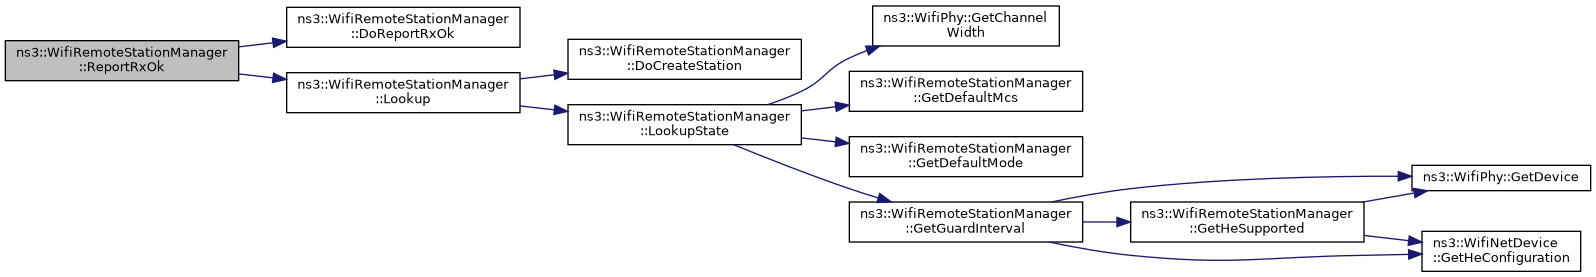 ns3::WifiRemoteStationManager
::ReportRxOk
ns3::WifiRemoteStationManager
::DoReportRxOk
ns3::WifiRemoteStationManager
::Lookup
ns3::WifiRemoteStationManager
::DoCreateStation
ns3::WifiRemoteStationManager
::LookupState
ns3::WifiPhy::GetChannel
Width
ns3::WifiRemoteStationManager
::GetDefaultMcs
ns3::WifiRemoteStationManager
::GetDefaultMode
ns3::WifiRemoteStationManager
::GetGuardInterval
ns3::WifiRemoteStationManager
::GetHeSupported
ns3::WifiPhy::GetDevice
ns3::WifiNetDevice
::GetHeConfiguration